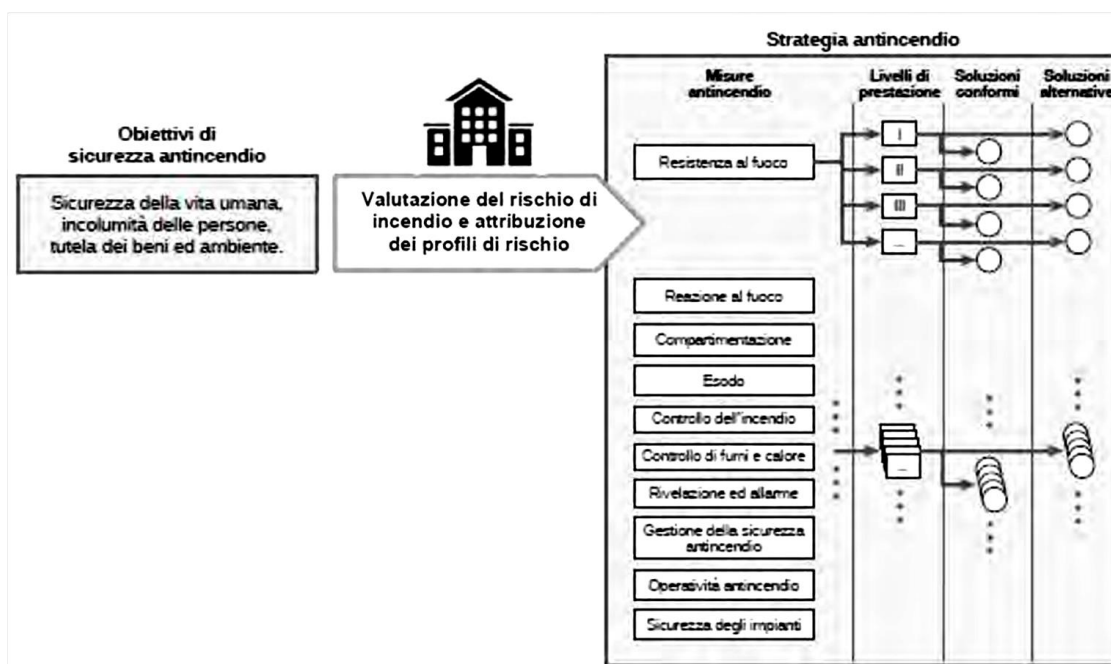 Strategia antincendio
Misure
antincendio
Livelli di
prestazione
Soluzioni
conformi
Soluzioni
alternative
Obiettivi di
sicurezza antincendio
Sicurezza della vita umana,
incolumità delle persone,
tutela dei beni ed ambiente.
Valutazione del rischio di
incendio e attribuzione
dei profili di rischio
Resistenza al fuoco
I
II
III
...
Reazione al fuoco
Compartimentazione
Esodo
Controllo dell'incendio
Controllo di fumi e calore
...
Rivelazione ed allarme
Gestione della sicurezza
antincendio
Operatività antincendio
Sicurezza degli impianti